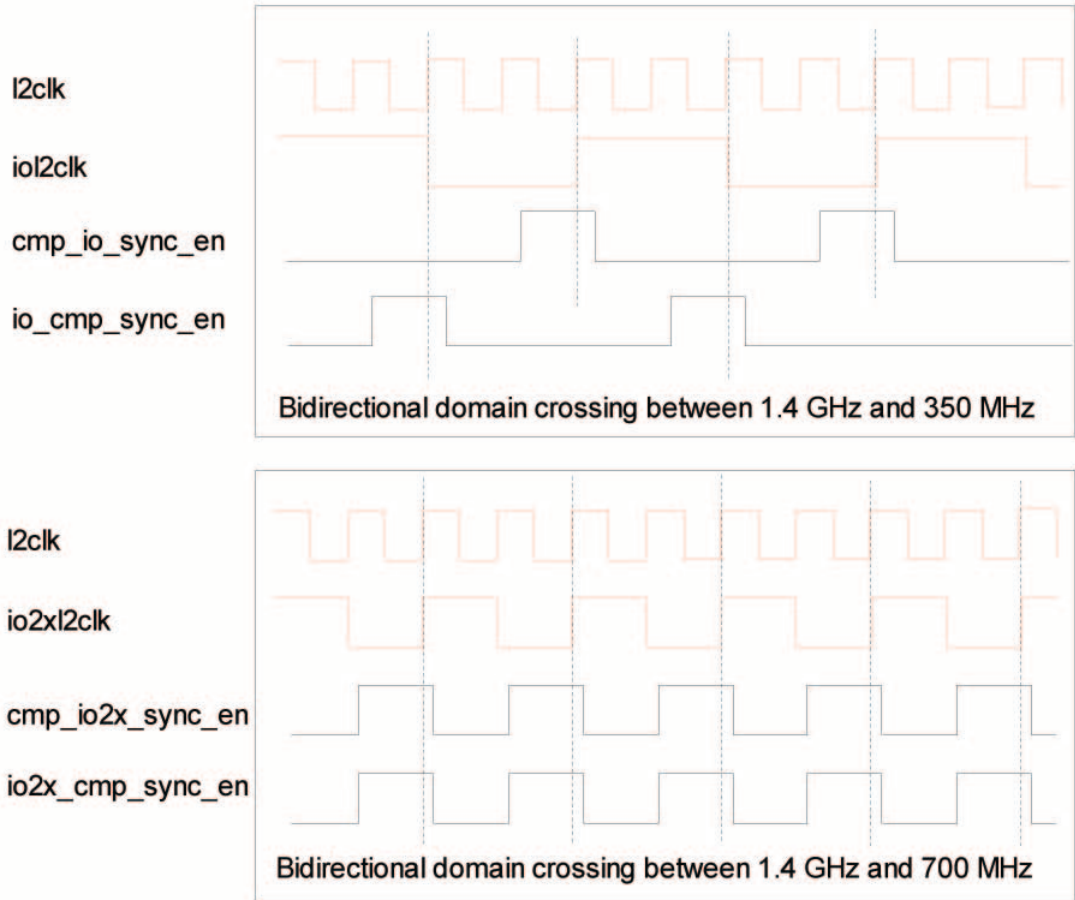 l2clk
iol2clk
cmp_io_sync_en
io_cmp_sync_en
Bidirectional domain crossing between 1.4 GHz and 350 MHz
l2clk
io2xl2clk
cmp_io2x_sync_en
io2x_cmp_sync_en
Bidirectional domain crossing between 1.4 GHz and 700 MHz